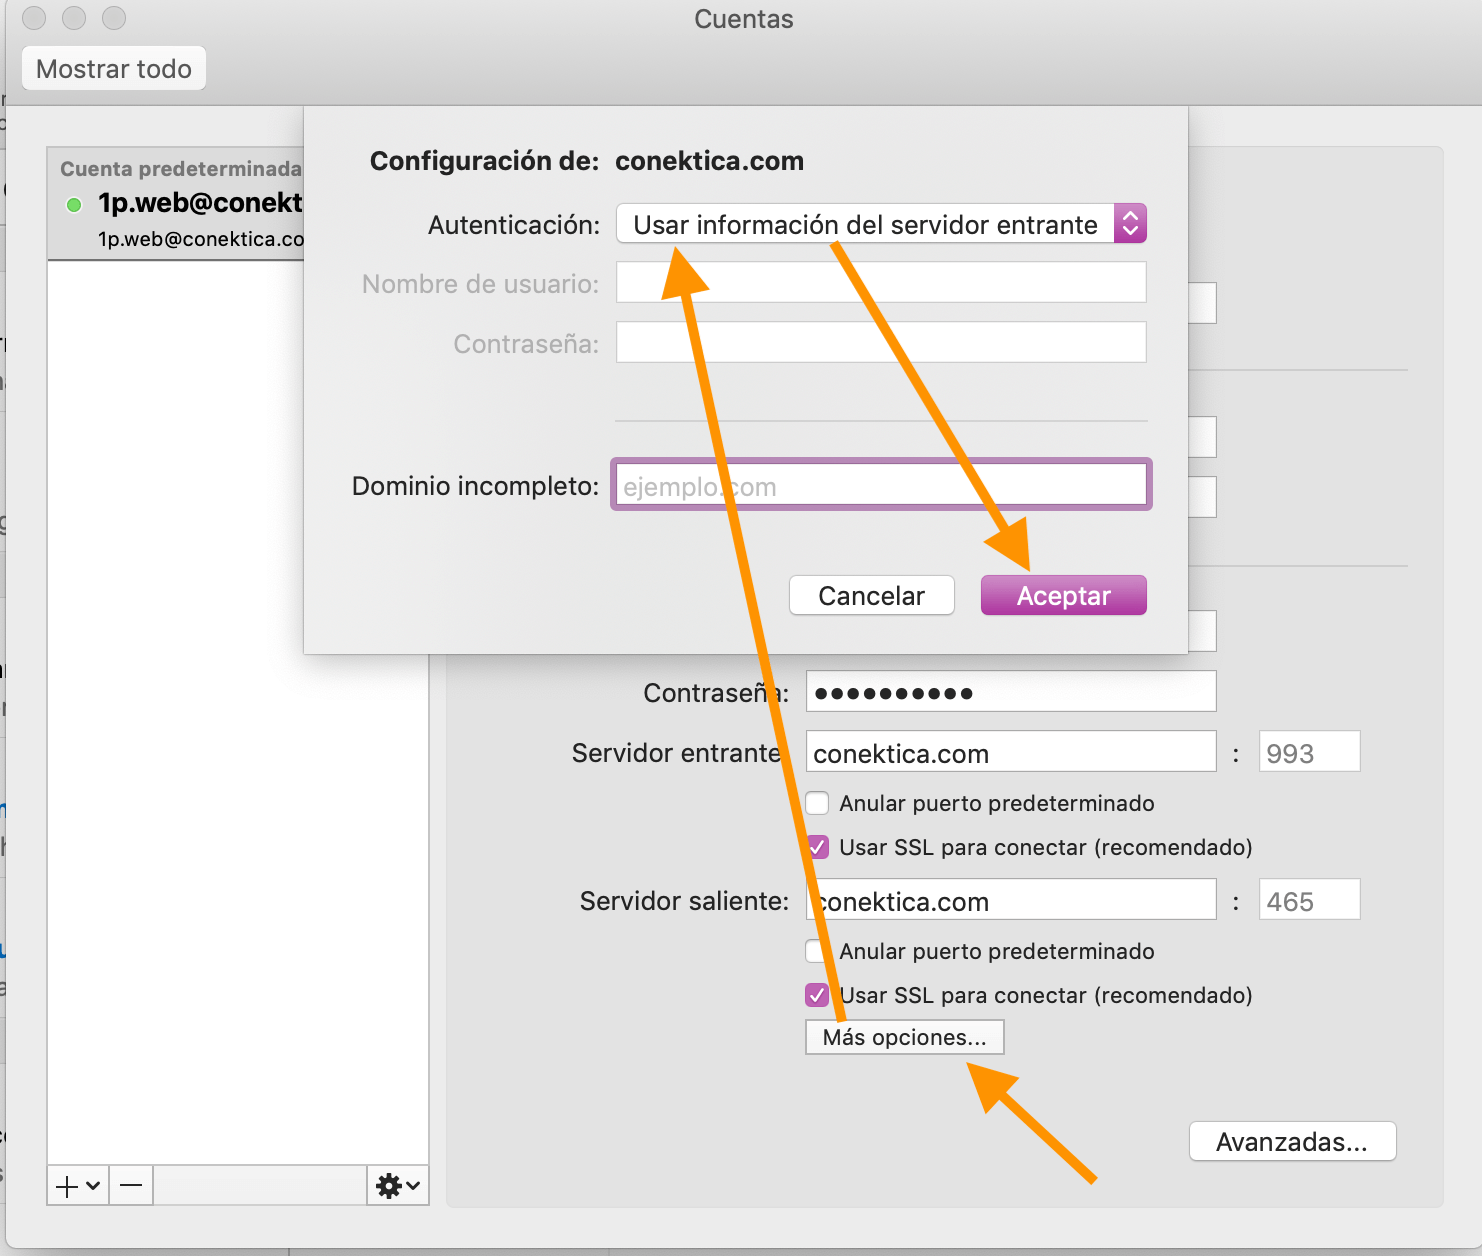 Cuentas
Mostrar todo
Cuenta predeterminada
1p.web@conekt
1p.web@conektica.co
Configuración de: conektica.com
Autenticación: Usar información del servidor entrante
Nombre de usuario:
Contraseña:
Dominio incompleto: ejemplo.com
Cancelar Aceptar
Contraseña: ●●●●●●●●●●
Servidor entrante conektica.com : 993
Anular puerto predeterminado
Usar SSL para conectar (recomendado)
Servidor saliente: conektica.com : 465
Anular puerto predeterminado
Usar SSL para conectar (recomendado)
Más opciones...
Avanzadas...